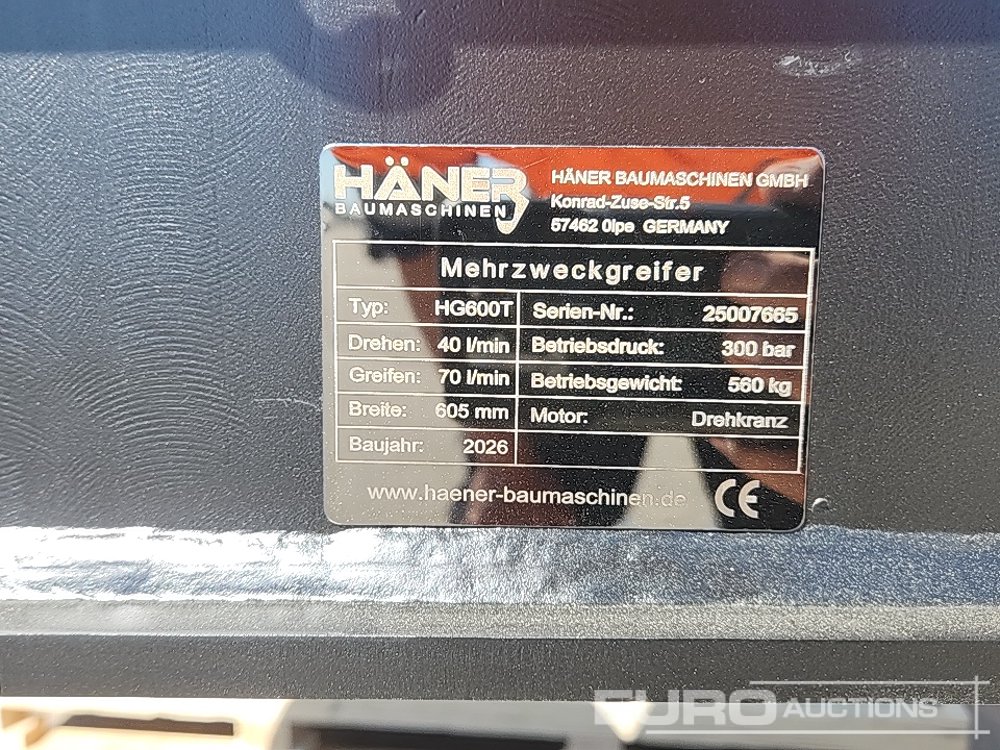 HÄNER
BAUMASCHINEN
HÄNER BAUMASCHINEN GMBH
Konrad-Zuse-Str.5
57462 Olpe GERMANY
Mehrzweckgreifer
Typ: HG600T Serien-Nr.: 25007665
Drehen: 40 l/min Betriebsdruck: 300 bar
Greifen: 70 l/min Betriebsgewicht: 560 kg
Breite: 605 mm Motor: Drehkranz
Baujahr: 2026
www.haener-baumaschinen.de CE
EURO AUCTIONS